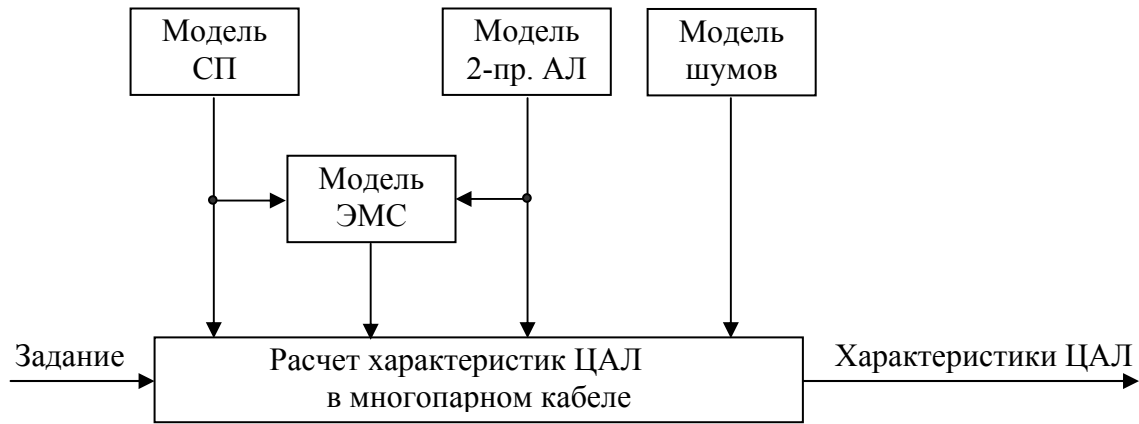 Модель
СП
Модель
2-пр. АЛ
Модель
шумов
Модель
ЭМС
Задание
Расчет характеристик ЦАЛ
в многопарном кабеле
Характеристики ЦАЛ